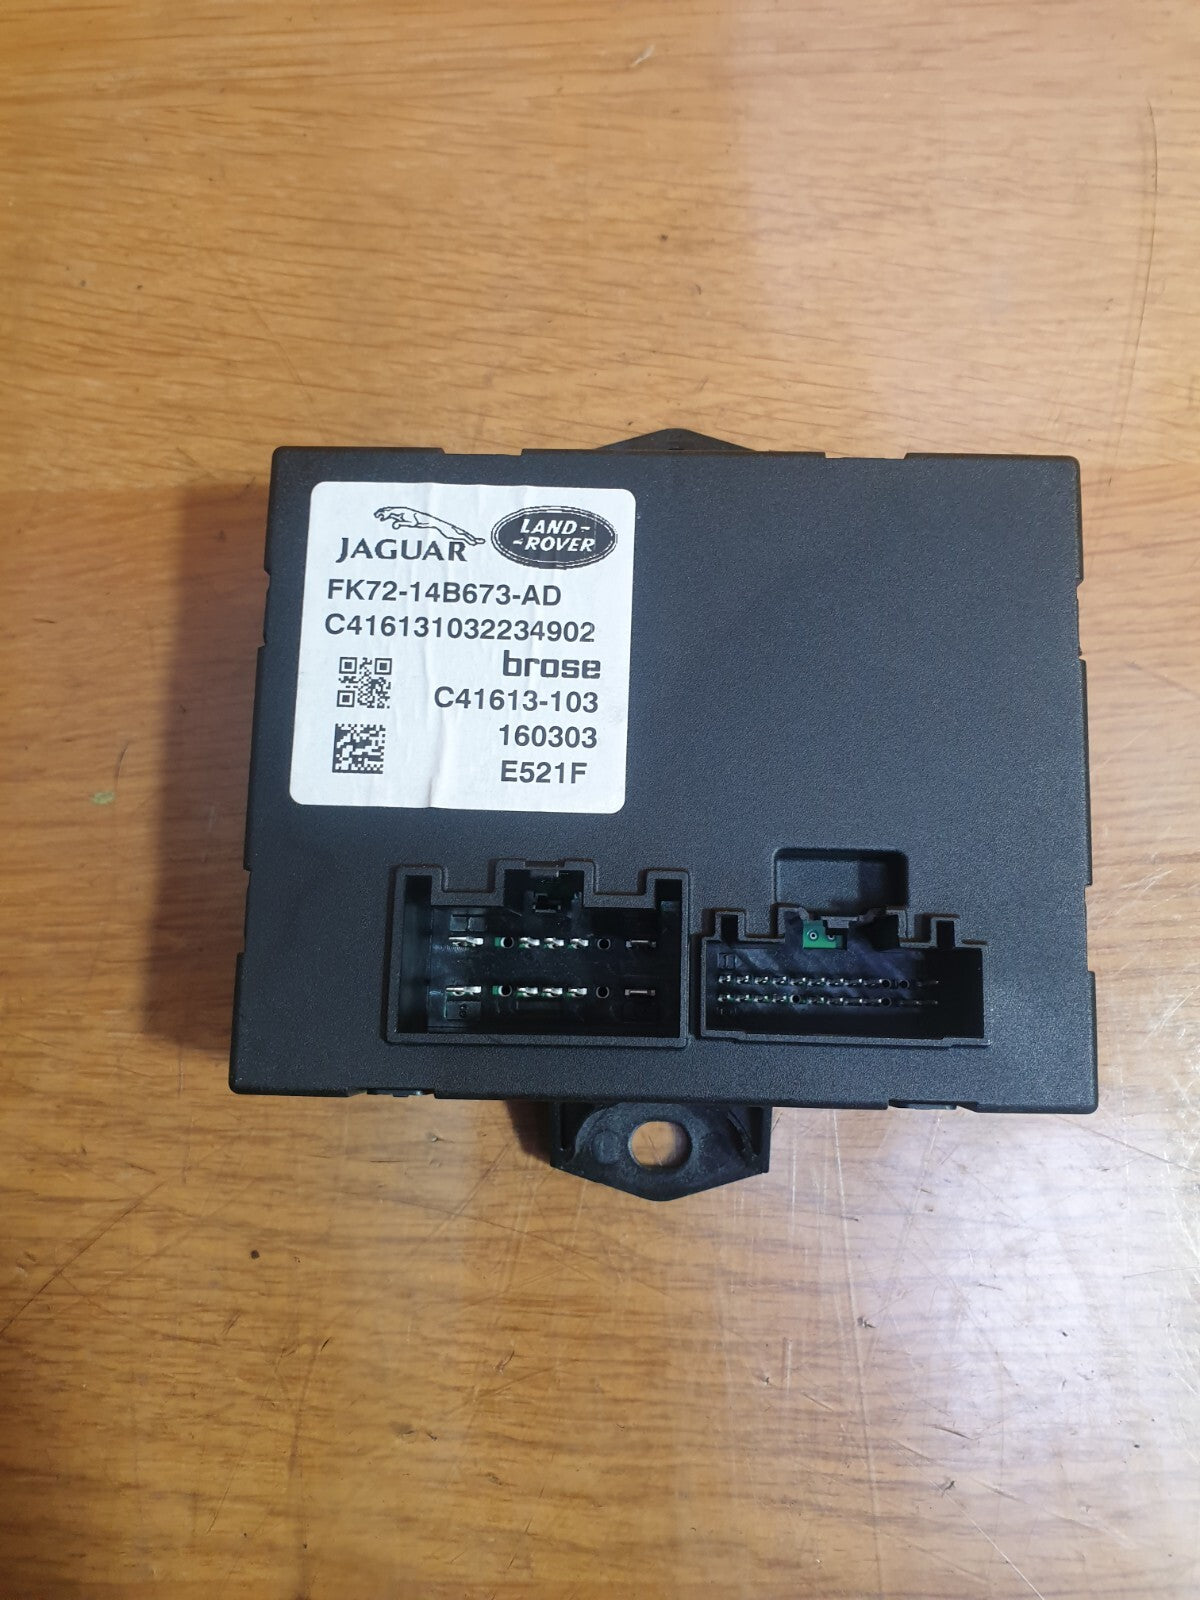 JAGUAR
LAND-
-ROVER
FK72-14B673-AD
C416131032234902
brose
C41613-103
160303
E521F